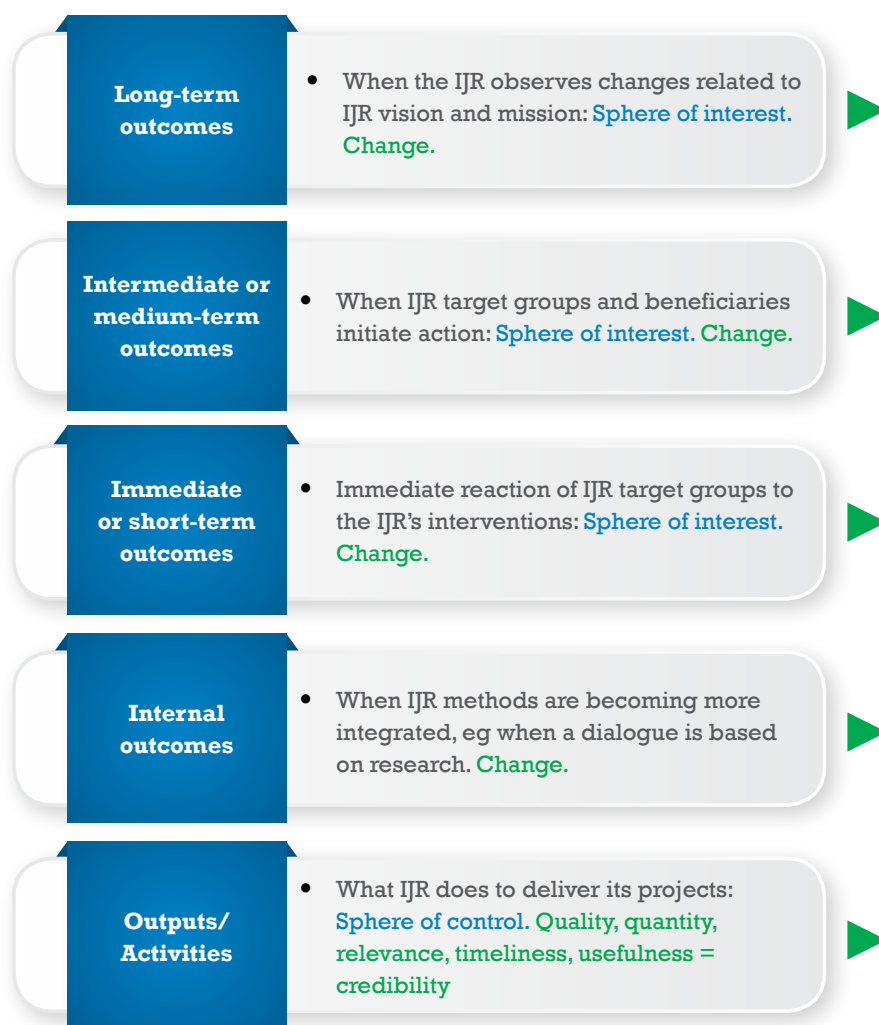 Long-term
outcomes
• When the IJR observes changes related to
IJR vision and mission: Sphere of interest.
Change.
Intermediate or
medium-term
outcomes
• When IJR target groups and beneficiaries
initiate action: Sphere of interest. Change.
Immediate
or short-term
outcomes
• Immediate reaction of IJR target groups to
the IJR’s interventions: Sphere of interest.
Change.
Internal
outcomes
• When IJR methods are becoming more
integrated, eg when a dialogue is based
on research. Change.
Outputs/
Activities
• What IJR does to deliver its projects:
Sphere of control. Quality, quantity,
relevance, timeliness, usefulness =
credibility